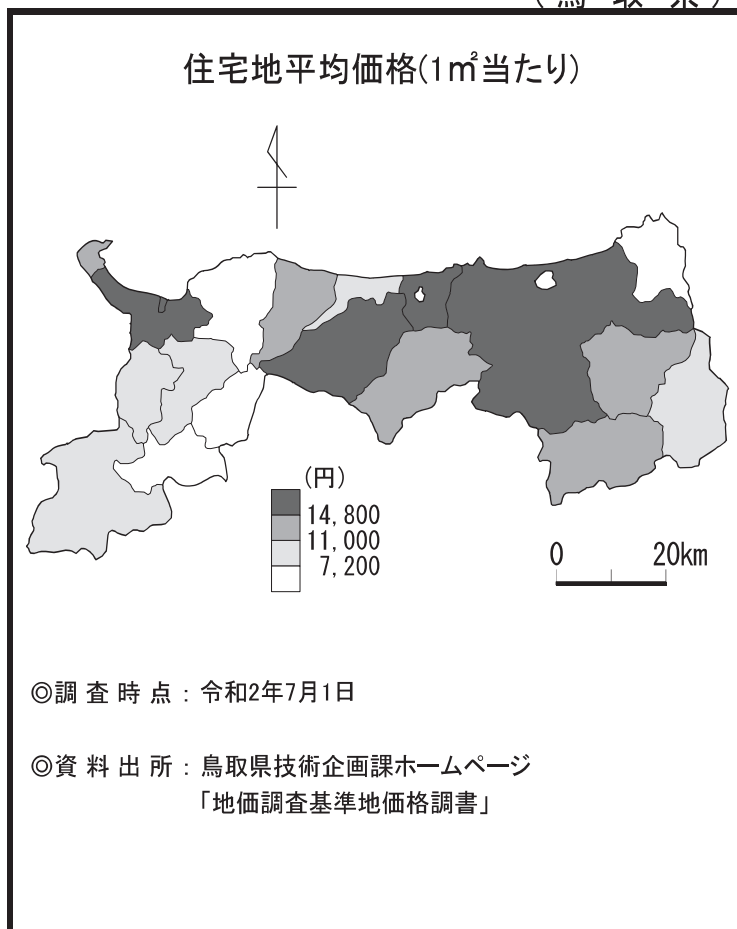 (鳥取県)
住宅地平均価格(1㎡当たり)
(円)
14,800
11,000
7,200
0 20km
◎調査時点：令和2年7月1日
◎資料出所：鳥取県技術企画課ホームページ
「地価調査基準地価格調書」